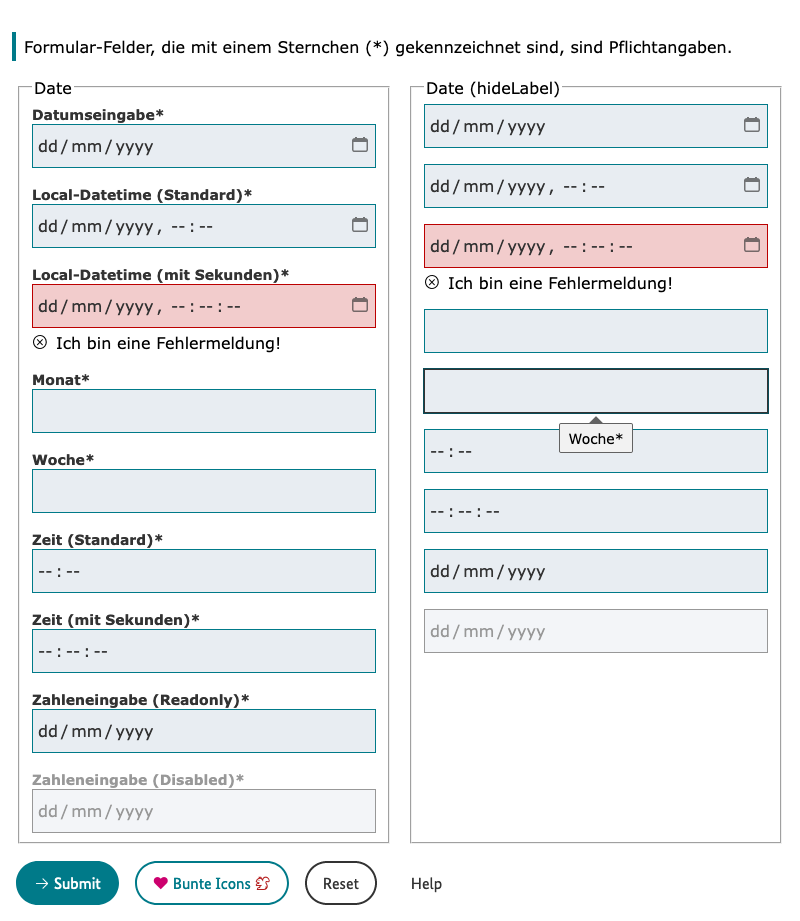 Formular-Felder, die mit einem Sternchen (*) gekennzeichnet sind, sind Pflichtangaben.
Date
Datumseingabe*
dd/mm/yyyy
Local-Datetime (Standard)*
dd/mm/yyyy, --:--
Local-Datetime (mit Sekunden)*
dd/mm/yyyy, --:--:--
Ich bin eine Fehlermeldung!
Monat*
Woche*
Zeit (Standard)*
--:--
Zeit (mit Sekunden)*
--:--:--
Zahleneingabe (Readonly)*
dd/mm/yyyy
Zahleneingabe (Disabled)*
dd/mm/yyyy
Date (hideLabel)
dd/mm/yyyy
dd/mm/yyyy, --:--
dd/mm/yyyy, --:--:--
Ich bin eine Fehlermeldung!
Woche*
--:--
--:--:--
dd/mm/yyyy
dd/mm/yyyy
Submit
Bunte Icons
Reset
Help